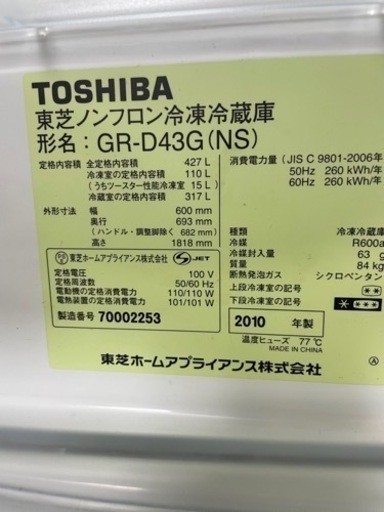 TOSHIBA
東芝ノンフロン冷凍冷蔵庫
形名：GR-D43G(NS)
定格内容積 全定格内容積 427 L
冷凍室の定格内容積 110 L
(うちツースター性能冷凍室 15 L)
冷蔵室の定格内容積 317 L
外形寸法 幅 600 mm
奥行 693 mm
(ハンドル・調整脚除く 682 mm)
高さ 1818 mm
東芝ホームアプライアンス株式会社 S JET
定格電圧 100 V
定格周波数 50/60 Hz
電動機の定格消費電力 110/110 W
電熱装置の定格消費電力 101/101 W
製造番号 70002253
消費電力量 (JIS C 9801-2006年
50Hz 260 kWh/年
60Hz 260 kWh/年
種類 冷凍冷蔵
冷媒 R600a
冷媒封入量 63 g
質量 84 kg
断熱発泡ガス シクロペンタン
上段冷凍室の記号
下段冷凍室の記号
2010 年製
温度ヒューズ 77℃
MADE IN CHINA
東芝ホームアプライアンス株式会社
Ⓐ